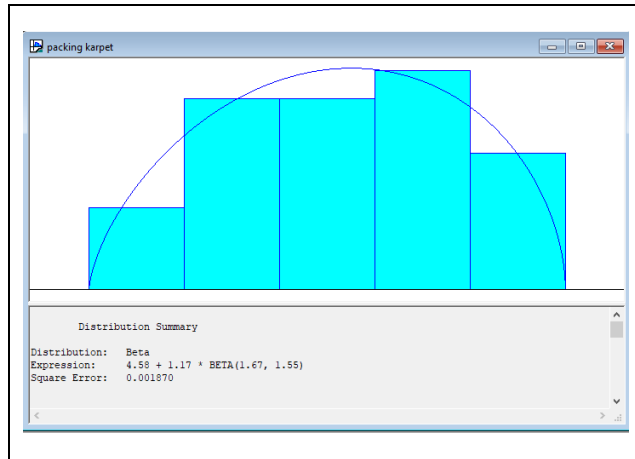 packing karpet
Distribution Summary
Distribution: Beta
Expression: 4.58 + 1.17 * BETA(1.67, 1.55)
Square Error: 0.001870